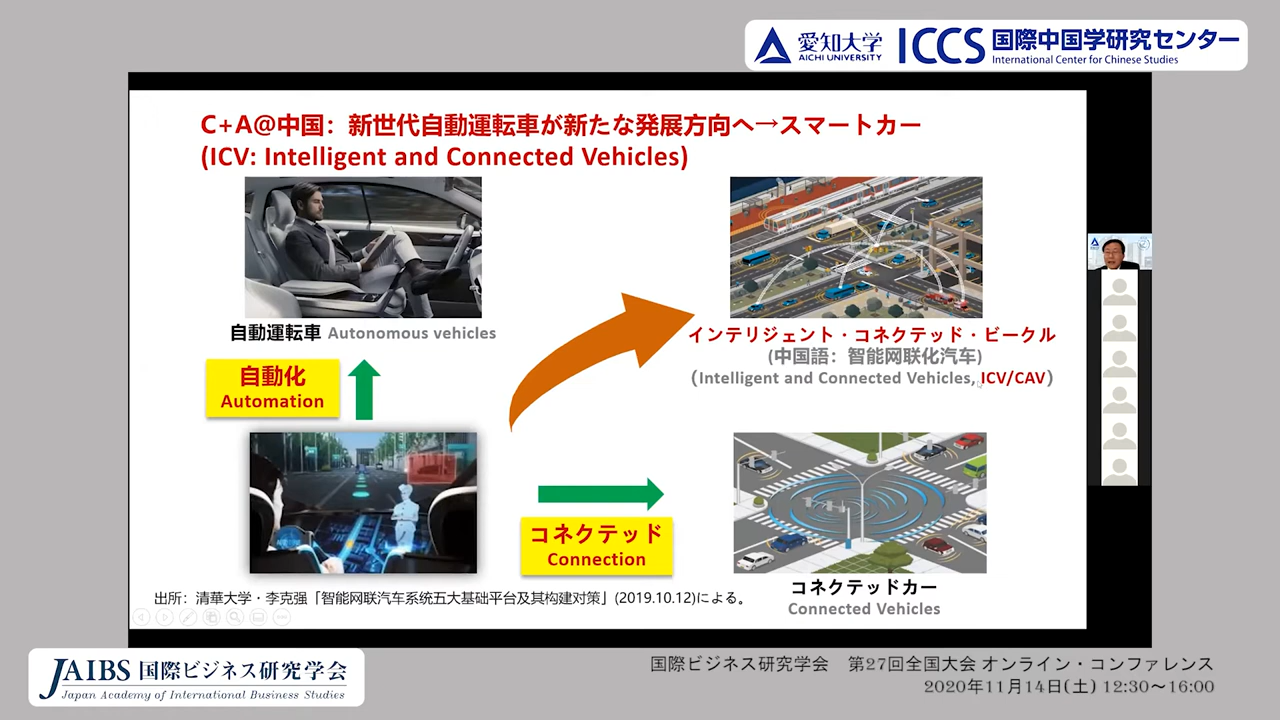 愛知大学
AICHI UNIVERSITY
ICCS
国際中国学研究センター
International Center for Chinese Studies
C+A@中国：新世代自動運転車が新たな発展方向へ→スマートカー
(ICV: Intelligent and Connected Vehicles)
自動運転車 Autonomous vehicles
インテリジェント・コネクテッド・ビークル
(中国語：智能网联化汽车)
(Intelligent and Connected Vehicles, ICV/CAV)
自動化
Automation
コネクテッド
Connection
コネクテッドカー
Connected Vehicles
出所：清華大学・李克强「智能网联汽车系统五大基础平台及其构建对策」(2019.10.12)による。
JAIBS 国際ビジネス研究学会
Japan Academy of International Business Studies
国際ビジネス研究学会　第27回全国大会 オンライン・コンファレンス
2020年11月14日(土) 12:30～16:00